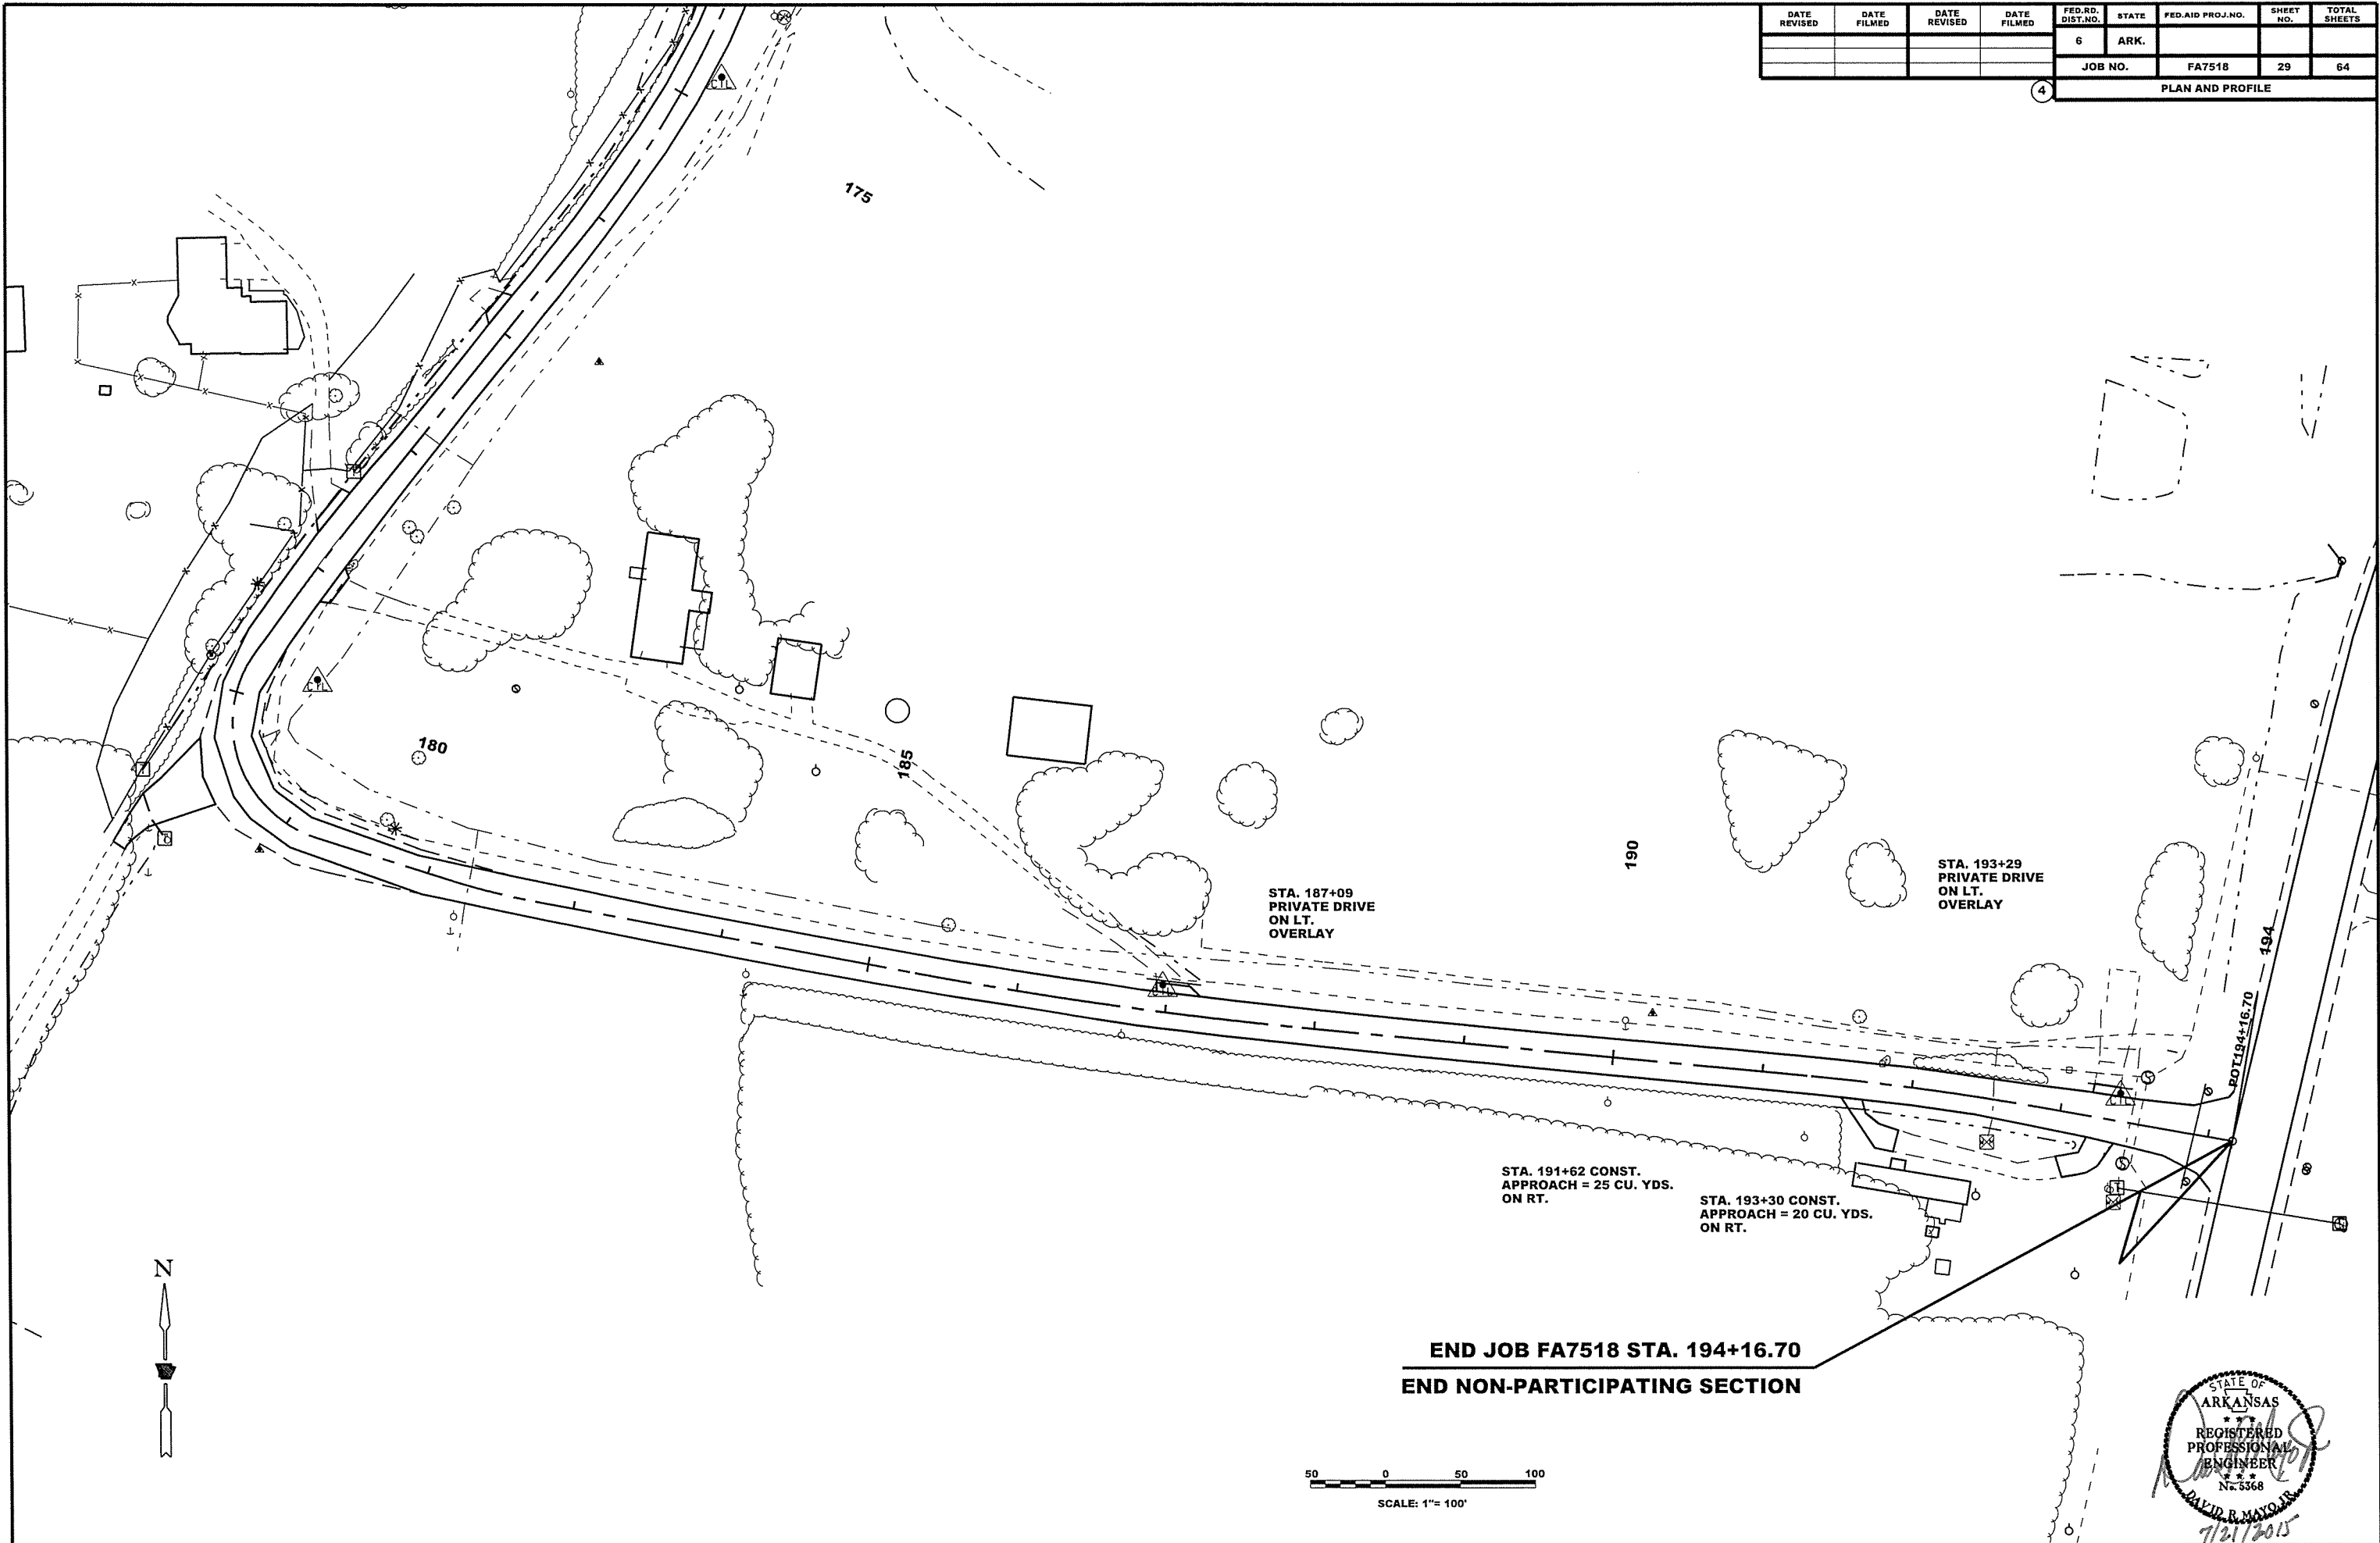 DATE REVISED
DATE FILMED
DATE REVISED
DATE FILMED
FED.RD. DIST.NO.
STATE
FED.AID PROJ.NO.
SHEET NO.
TOTAL SHEETS
6
ARK.
JOB NO.
FA7518
29
64
4
PLAN AND PROFILE
CTL
175
CTL
180
185
190
194
STA. 187+09
PRIVATE DRIVE
ON LT.
OVERLAY
STA. 193+29
PRIVATE DRIVE
ON LT.
OVERLAY
POT194+16.70
CTL
CTL
STA. 191+62 CONST.
APPROACH = 25 CU. YDS.
ON RT.
STA. 193+30 CONST.
APPROACH = 20 CU. YDS.
ON RT.
N
END JOB FA7518 STA. 194+16.70
END NON-PARTICIPATING SECTION
50 0 50 100
SCALE: 1"= 100'
STATE OF
ARKANSAS
REGISTERED
PROFESSIONAL
ENGINEER
No. 5368
DAVID R. MAYO, JR.
7/21/2015